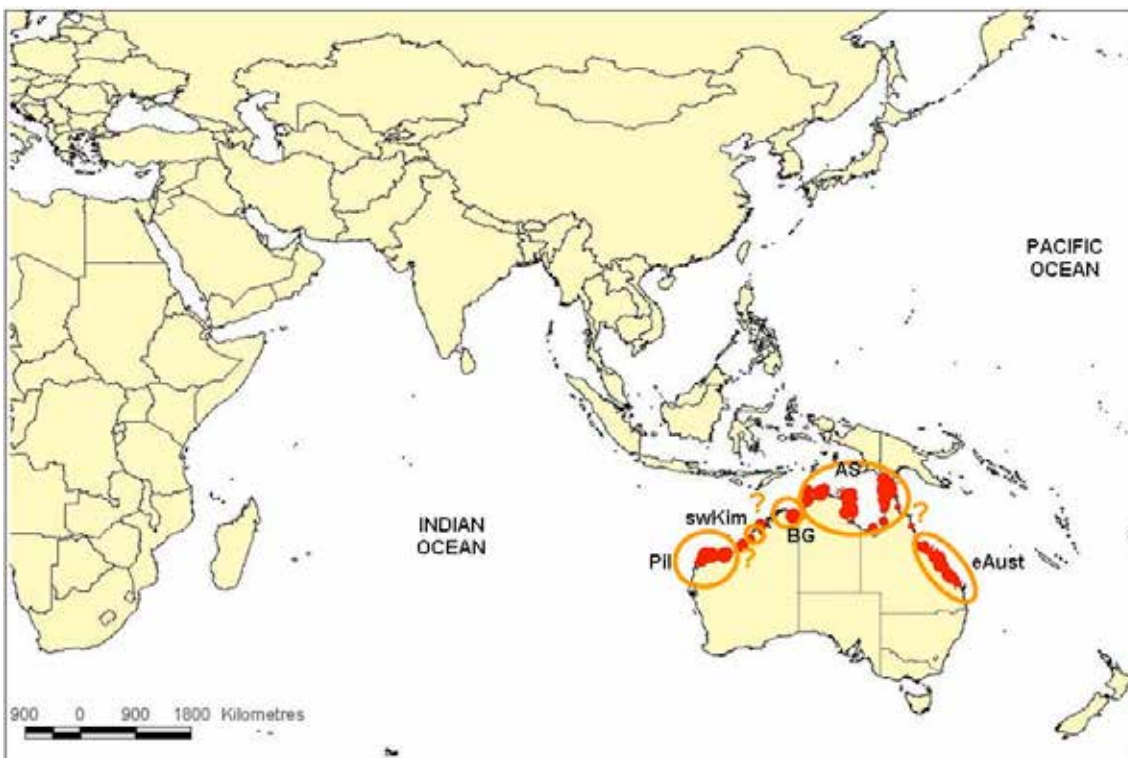 PACIFIC
OCEAN
AS
?
?
swKim
INDIAN
OCEAN
BG
?
Pil
eAust
900 0 900 1800 Kilometres